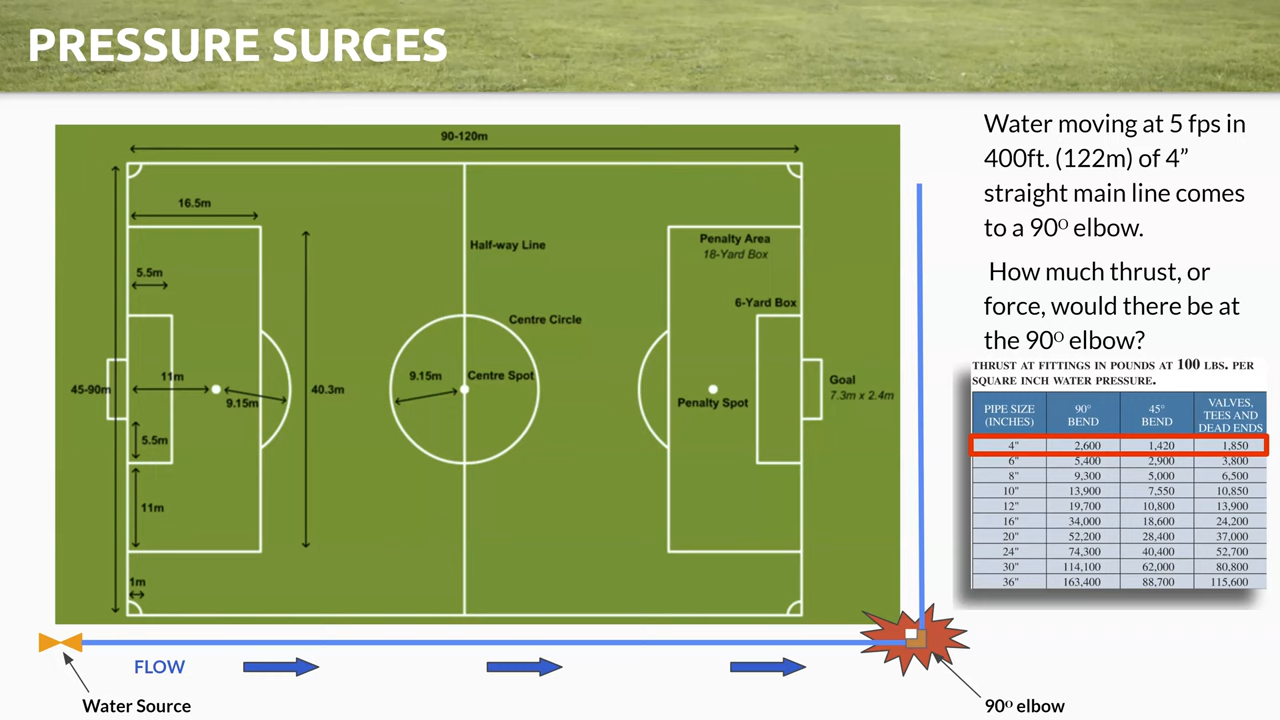 PRESSURE SURGES
90-120m
16.5m
Half-way Line
Penalty Area
18-Yard Box
5.5m
6-Yard Box
Centre Circle
45-90m
11m
9.15m
40.3m
9.15m
Centre Spot
Penalty Spot
Goal
7.3m x 2.4m
5.5m
11m
1m
FLOW
Water Source
90⁰ elbow
Water moving at 5 fps in
400ft. (122m) of 4”
straight main line comes
to a 90⁰ elbow.
How much thrust, or
force, would there be at
the 90⁰ elbow?
THRUST AT FITTINGS IN POUNDS AT 100 LBS. PER
SQUARE INCH WATER PRESSURE.
PIPE SIZE (INCHES) 90° BEND 45° BEND VALVES, TEES AND DEAD ENDS
4" 2,600 1,420 1,850
6" 5,400 2,900 3,800
8" 9,300 5,000 6,500
10" 13,900 7,550 10,850
12" 19,700 10,800 13,900
16" 34,000 18,600 24,200
20" 52,200 28,400 37,000
24" 74,300 40,400 52,700
30" 114,100 62,000 80,800
36" 163,400 88,700 115,600